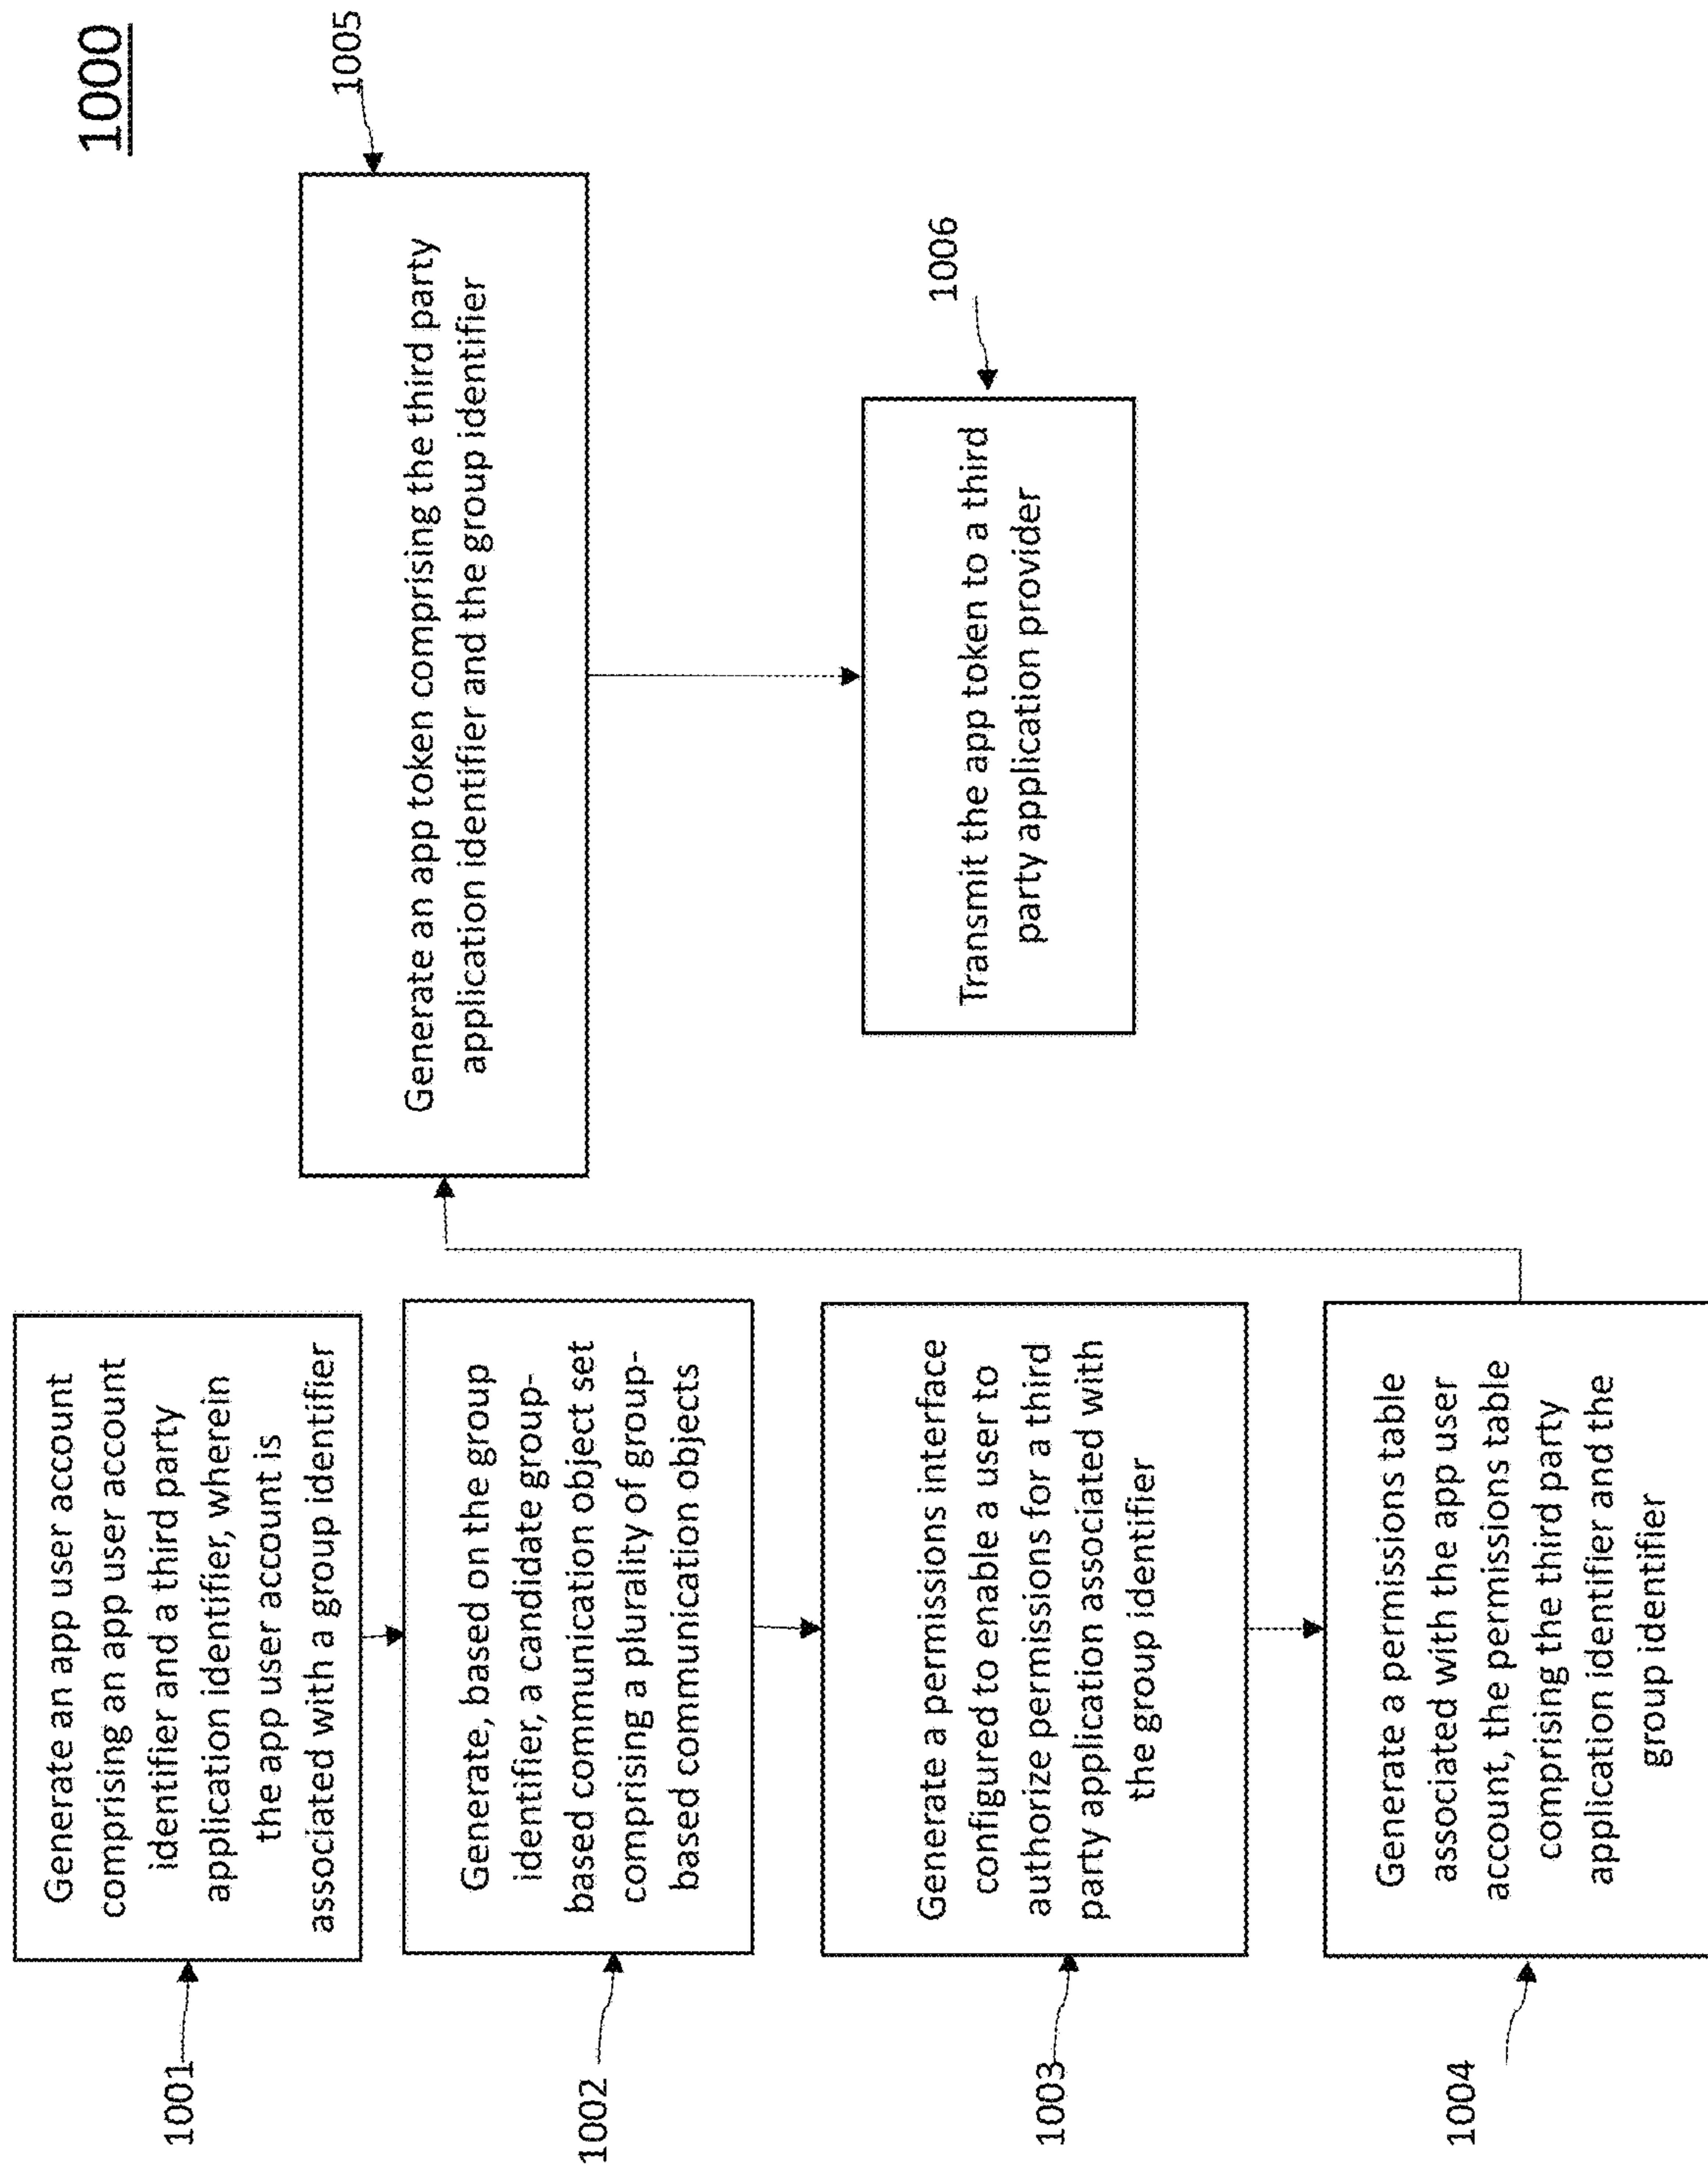 1000
1001
Generate an app user account
comprising an app user account
identifier and a third party
application identifier, wherein
the app user account is
associated with a group identifier
1002
Generate, based on the group
identifier, a candidate group-
based communication object set
comprising a plurality of group-
based communication objects
1003
Generate a permissions interface
configured to enable a user to
authorize permissions for a third
party application associated with
the group identifier
1004
Generate a permissions table
associated with the app user
account, the permissions table
comprising the third party
application identifier and the
group identifier
1005
Generate an app token comprising the third party
application identifier and the group identifier
1006
Transmit the app token to a third
party application provider